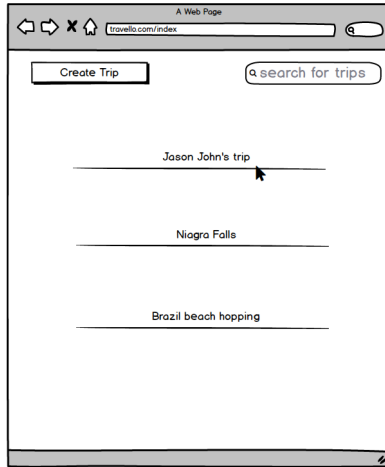 A Web Page
travello.com/index
Create Trip
search for trips
Jason John's trip
Niagra Falls
Brazil beach hopping